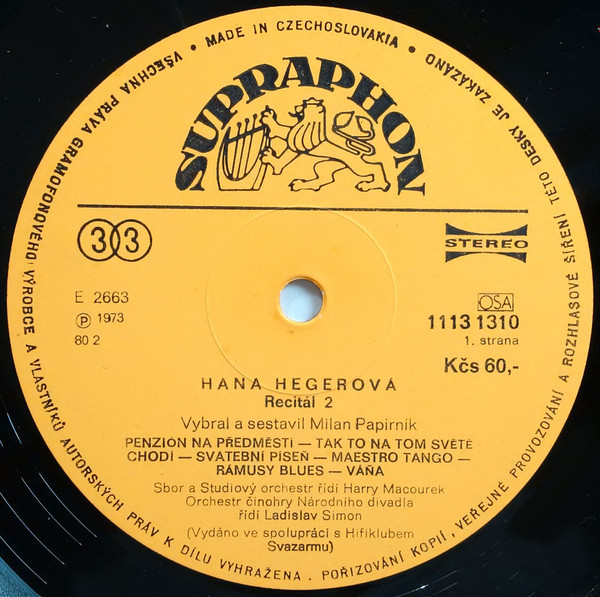 VŠECHNA PRÁVA GRAMOFONOVÉHO VÝROBCE A VLASTNÍKŮ AUTORSKÝCH PRÁV K DÍLU VYHRAŽENA. POŘIZOVÁNÍ KOPIÍ, VEŘEJNÉ PROVOZOVÁNÍ A ROZHLASOVÉ ŠÍŘENÍ TÉTO DESKY JE ZAKÁZÁNO
• MADE IN CZECHOSLOVAKIA •
SUPRAPHON
33
STEREO
E 2663
Ⓟ 1973
80 2
OSA
1113 1310
1. strana
Kčs 60,-
HANA HEGEROVÁ
Recitál 2
Vybral a sestavil Milan Papírník
PENZION NA PŘEDMĚSTÍ — TAK TO NA TOM SVĚTĚ
CHODÍ — SVATEBNÍ PÍSEŇ — MAESTRO TANGO —
RÁMUSY BLUES — VÁŇA
Sbor a Studiový orchestr řídí Harry Macourek
Orchestr činohry Národního divadla
řídí Ladislav Simon
(Vydáno ve spolupráci s Hifiklubem
Svazarmu)